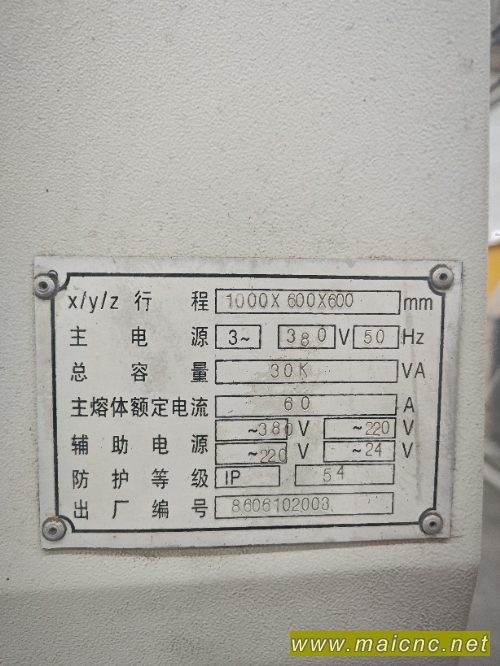 x/y/z 行 程 1000X600X600 mm
主 电 源 3~ 380 V 50 Hz
总 容 量 30K VA
主熔体额定电流 60 A
辅 助 电 源 ~380 V ~220 V
~220 V ~24 V
防 护 等 级 IP 54
出 厂 编 号 8606102003
www.maicnc.net